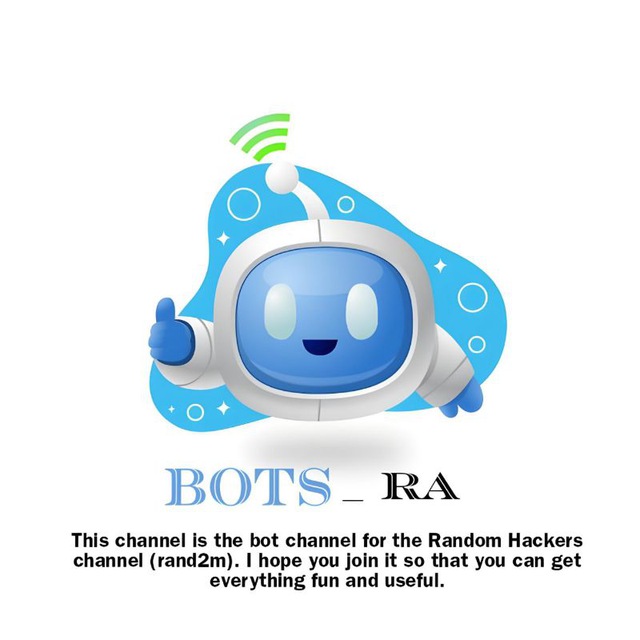 BOTS_ RA
This channel is the bot channel for the Random Hackers
channel (rand2m). I hope you join it so that you can get
everything fun and useful.